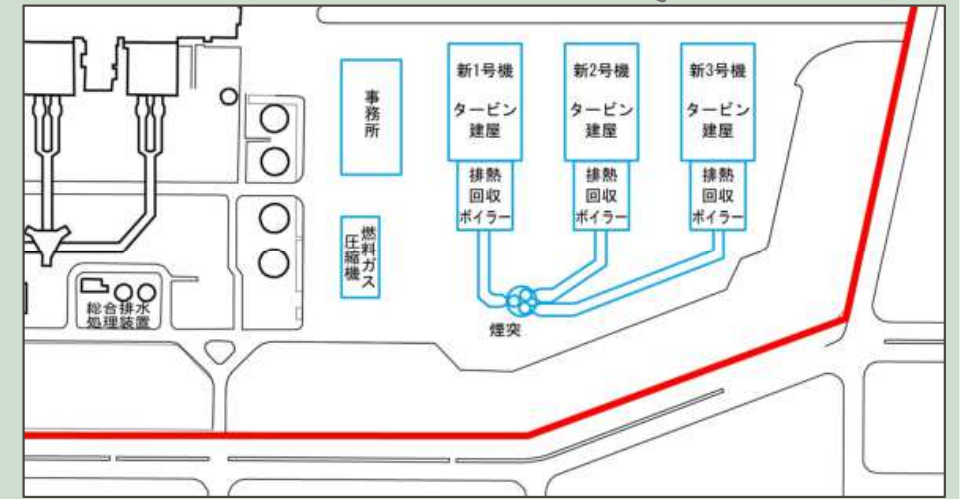 新1号機
タービン
建屋
新2号機
タービン
建屋
新3号機
タービン
建屋
事務所
排熱
回収
ボイラー
排熱
回収
ボイラー
排熱
回収
ボイラー
燃料ガス
圧縮機
総合排水
処理装置
煙突